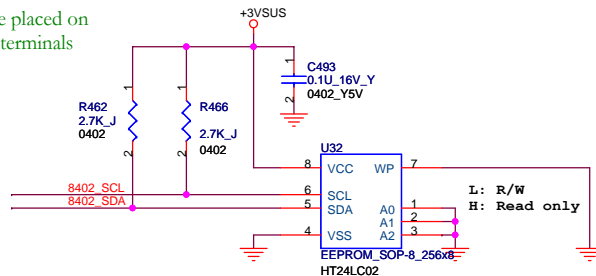 e placed on
terminals
+3VSUS
1
C493
0.1U_16V_Y
0402_Y5V
2
1
R462
2.7K_J
0402
2
1
R466
2.7K_J
0402
2
U32
8 VCC WP 7
8402_SCL 6 SCL
8402_SDA 5 SDA A0 1
A1 2
4 VSS A2 3
L: R/W
H: Read only
EEPROM_SOP-8_256x8
HT24LC02